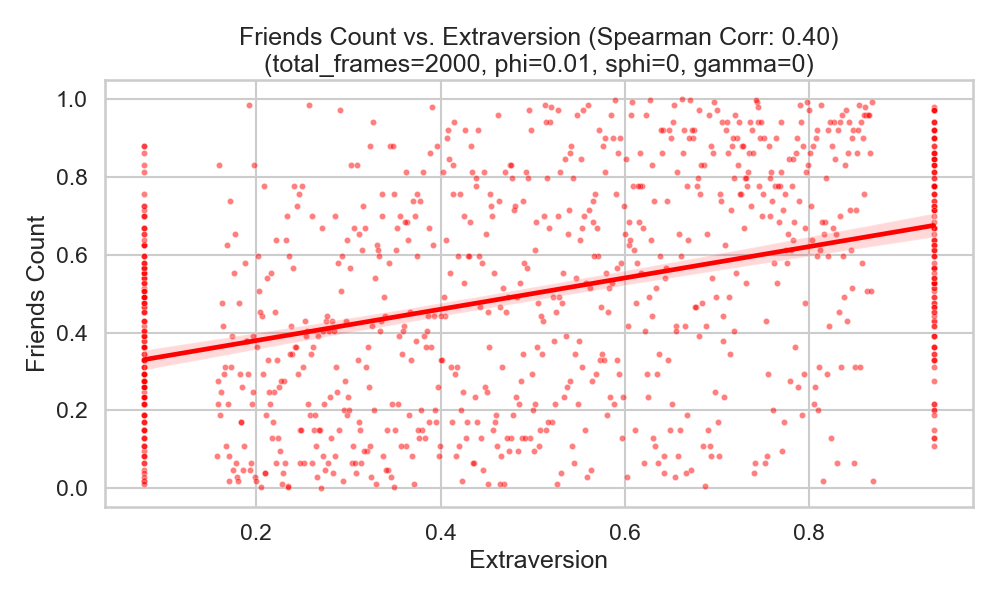 Friends Count vs. Extraversion (Spearman Corr: 0.40)
(total_frames=2000, phi=0.01, sphi=0, gamma=0)
1.0
0.8
0.6
0.4
0.2
0.0
Friends Count
0.2 0.4 0.6 0.8
Extraversion